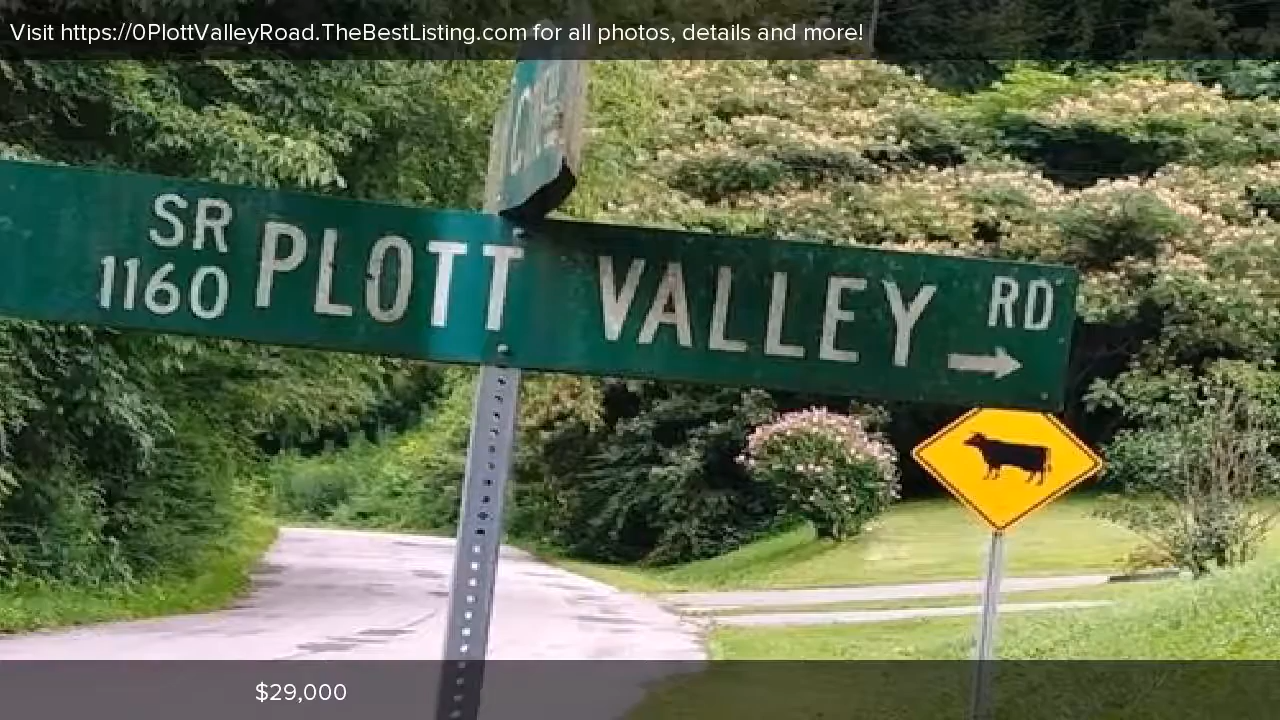 Visit https://0PlottValleyRoad.TheBestListing.com for all photos, details and more!
SR
1160 PLOTT VALLEY RD
$29,000